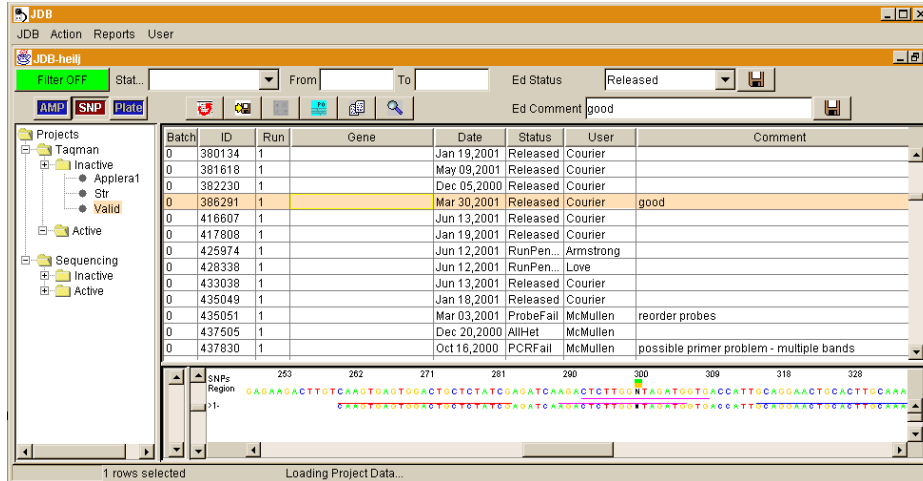 JDB
JDB Action Reports User
JDB-heilj
Filter OFF Stat... From To Ed Status Released
AMP SNP Plate Ed Comment good
Projects
Taqman
Inactive
Applera1
Str
Valid
Active
Sequencing
Inactive
Active
Batch ID Run Gene Date Status User Comment
0 380134 1 Jan 19,2001 Released Courier
0 381618 1 May 09,2001 Released Courier
0 382230 1 Dec 05,2000 Released Courier
0 386291 1 Mar 30,2001 Released Courier good
0 416607 1 Jun 13,2001 Released Courier
0 417808 1 Jan 19,2001 Released Courier
0 425974 1 Jun 12,2001 RunPen... Armstrong
0 428338 1 Jun 12,2001 RunPen... Love
0 433038 1 Jun 13,2001 Released Courier
0 435049 1 Jan 18,2001 Released Courier
0 435051 1 Mar 03,2001 ProbeFail McMullen reorder probes
0 437505 1 Dec 20,2000 AllHet McMullen
0 437830 1 Oct 16,2000 PCRFail McMullen possible primer problem - multiple bands
253 262 271 281 290 300 309 318 328
SNPs
Region GAGAAGACTTGTCAAGTGAGTGGACTGCTCTATCGAGATCAAGGACTCTTGGNTAGATGGTGACCATTGCAGGAACTGCACTTGCAAA
>1- CAAGTGAGTGGACTGCTCTATCGAGATCAAGGACTCTTGGNTAGATGGTGACCATTGCAGGAACTGCACTTGCAAA
1 rows selected Loading Project Data...